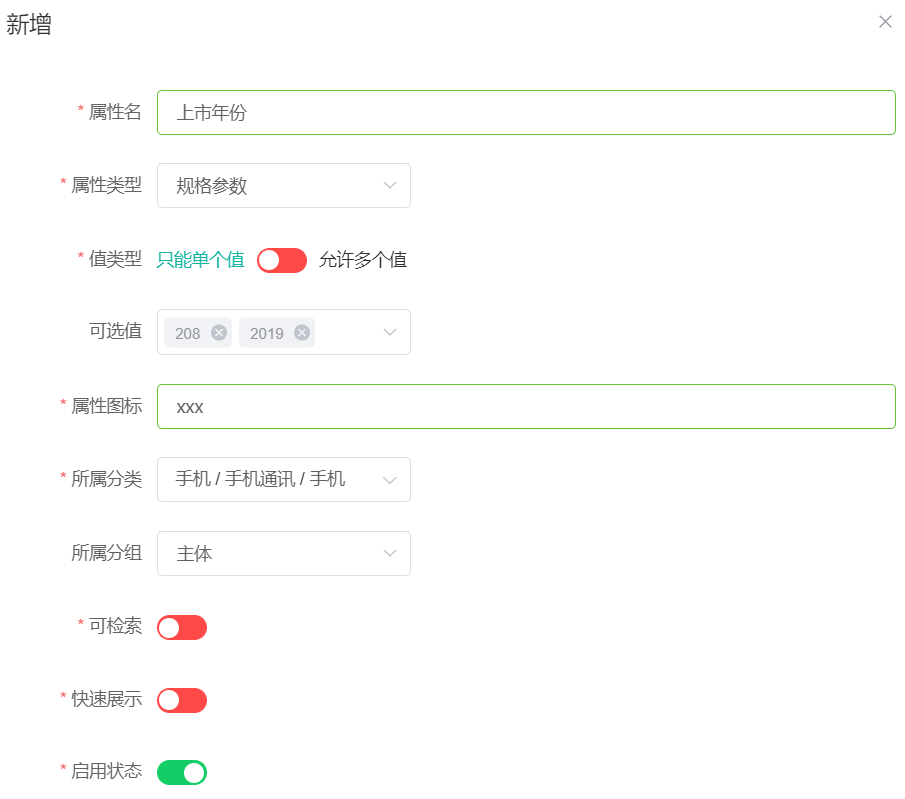 新增
* 属性名 上市年份
* 属性类型 规格参数
* 值类型 只能单个值 允许多个值
可选值 208 2019
* 属性图标 xxx
* 所属分类 手机 / 手机通讯 / 手机
所属分组 主体
* 可检索
* 快速展示
* 启用状态